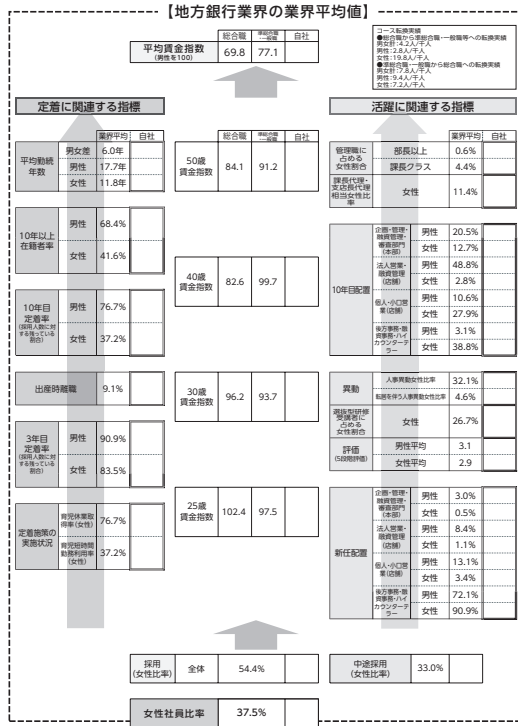 【地方銀行業界の業界平均値】
総合職
準総合職・一般職
自社
平均賃金指数
(男性を100)
69.8
77.1
コース転換実績
●総合職から準総合職・一般職等への転換実績
男女計:4.2人/千人
男性:2.8人/千人
女性:19.8人/千人
●準総合職・一般職から総合職への転換実績
男女計:7.8人/千人
男性:9.4人/千人
女性:7.2人/千人
定着に関連する指標
業界平均 自社
平均勤続
年数
男女差 6.0年
男性 17.7年
女性 11.8年
10年以上
在籍者率
男性 68.4%
女性 41.6%
10年目
定着率
(採用人数に対
する残っている
割合)
男性 76.7%
女性 37.2%
出産時離職 9.1%
3年目
定着率
(採用人数に対
する残っている
割合)
男性 90.9%
女性 83.5%
定着施策の
実施状況
育児休業取
得率(女性)
76.7%
育児短時間
勤務利用率
(女性)
37.2%
総合職
準総合職・一般職
自社
50歳
賃金指数
84.1 91.2
40歳
賃金指数
82.6 99.7
30歳
賃金指数
96.2 93.7
25歳
賃金指数
102.4 97.5
活躍に関連する指標
業界平均 自社
管理職に
占める
女性割合
部長以上 0.6%
課長クラス 4.4%
課長代理・
支店長代理
相当女性比
率
女性 11.4%
10年目配置
企画・管理・
融資管理・
審査部門
(本部)
男性 20.5%
女性 12.7%
法人営業・
融資管理
(店舗)
男性 48.8%
女性 2.8%
個人・小口営
業(店舗)
男性 10.6%
女性 27.9%
後方事務・融
資事務・ハイ
カウンターテ
ラー
男性 3.1%
女性 38.8%
異動
人事異動女性比率 32.1%
転居を伴う人事異動女性比率 4.6%
選抜型研修
受講者に
占める
女性割合
女性 26.7%
評価
(5段階評価)
男性平均 3.1
女性平均 2.9
新任配置
企画・管理・
融資管理・
審査部門
(本部)
男性 3.0%
女性 0.5%
法人営業・
融資管理
(店舗)
男性 8.4%
女性 1.1%
個人・小口営
業(店舗)
男性 13.1%
女性 3.4%
後方事務・融
資事務・ハイ
カウンターテ
ラー
男性 72.1%
女性 90.9%
採用
(女性比率)
全体 54.4%
中途採用
(女性比率)
33.0%
女性社員比率 37.5%